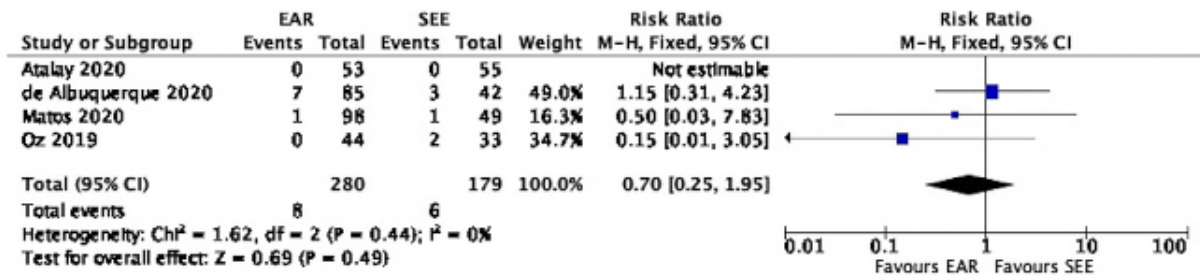 EAR SEE Risk Ratio Risk Ratio
Study or Subgroup Events Total Events Total Weight M-H, Fixed, 95% CI M-H, Fixed, 95% CI
Atalay 2020 0 53 0 55 Not estimable
de Albuquerque 2020 7 85 3 42 49.0% 1.15 [0.31, 4.23]
Matos 2020 1 98 1 49 16.3% 0.50 [0.03, 7.83]
Oz 2019 0 44 2 33 34.7% 0.15 [0.01, 3.05]
Total (95% CI) 280 179 100.0% 0.70 [0.25, 1.95]
Total events 8 6
Heterogeneity: Chi² = 1.62, df = 2 (P = 0.44); I² = 0%
Test for overall effect: Z = 0.69 (P = 0.49)
0.01 0.1 1 10 100
Favours EAR Favours SEE